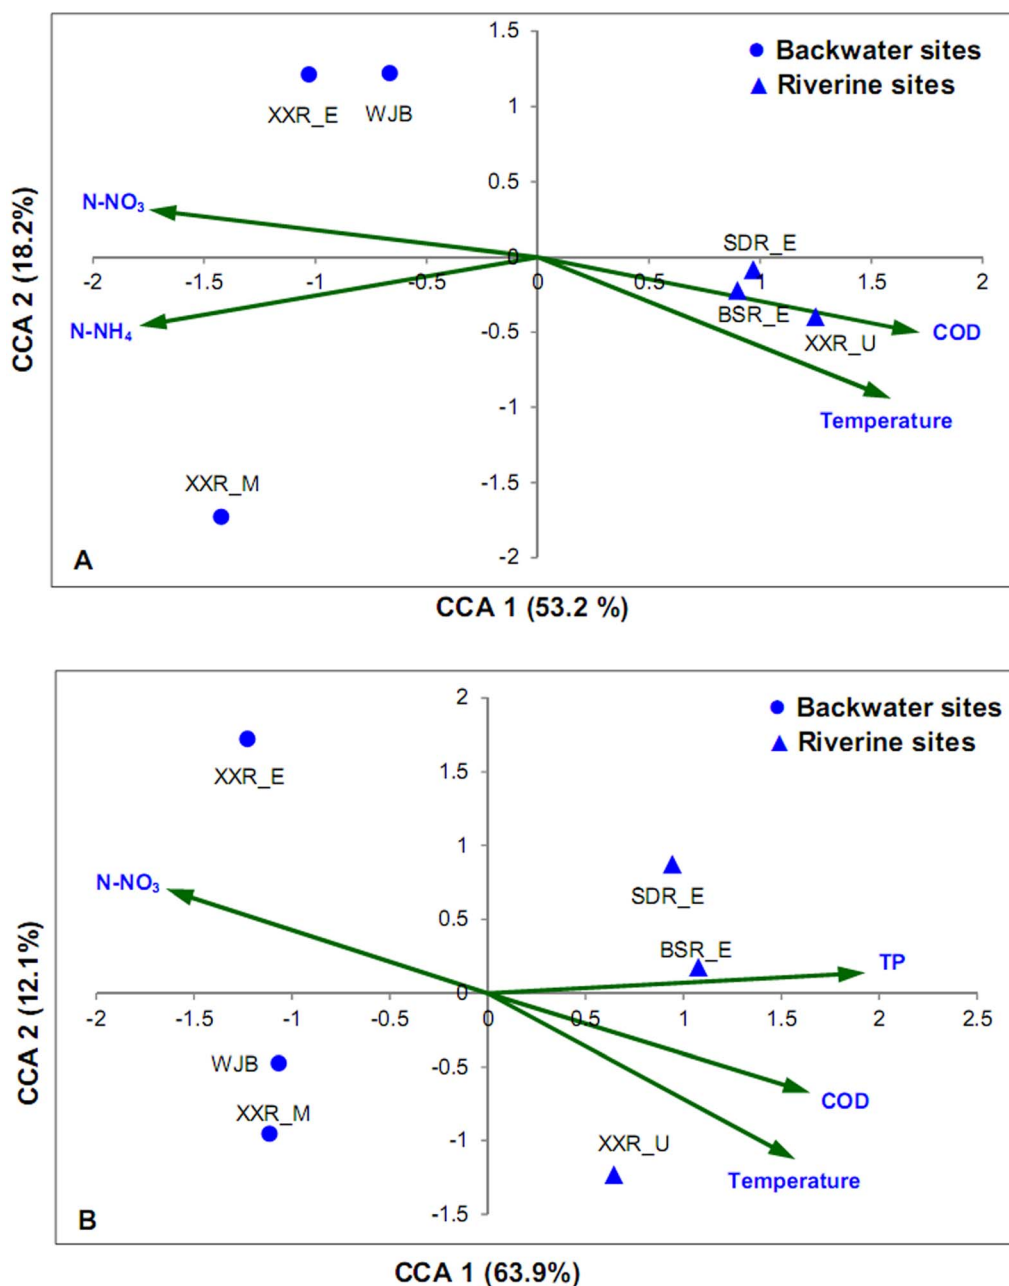 1.5
Backwater sites
Riverine sites
XXR_E
WJB
1
N-NO₃
0.5
SDR_E
0
-2
-1.5
-1
-0.5
0
0.5
1
1.5
2
BSR_E
N-NH₄
-0.5
XXR_U
COD
-1
Temperature
XXR_M
-1.5
A
-2
CCA 2 (18.2%)
CCA 1 (53.2 %)
2
Backwater sites
Riverine sites
XXR_E
1.5
1
N-NO₃
SDR_E
0.5
BSR_E
TP
0
-2
-1.5
-1
-0.5
0
0.5
1
1.5
2
2.5
WJB
-0.5
XXR_M
COD
-1
XXR_U
Temperature
B
-1.5
CCA 2 (12.1%)
CCA 1 (63.9%)